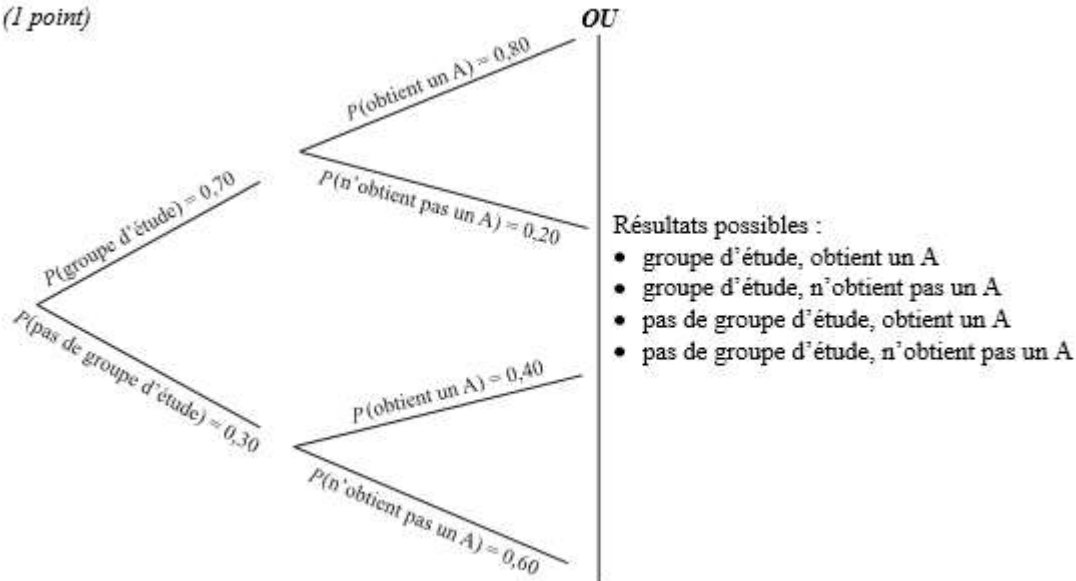 (1 point)
OU
P(obtient un A) = 0,80
P(n’obtient pas un A) = 0,20
P(groupe d’étude) = 0,70
P(pas de groupe d’étude) = 0,30
P(obtient un A) = 0,40
P(n’obtient pas un A) = 0,60
Résultats possibles :
• groupe d’étude, obtient un A
• groupe d’étude, n’obtient pas un A
• pas de groupe d’étude, obtient un A
• pas de groupe d’étude, n’obtient pas un A